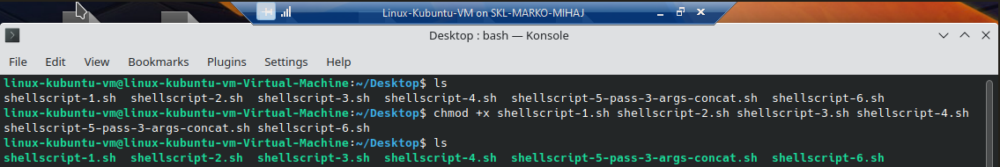 Linux-Kubuntu-VM on SKL-MARKO-MIHAJ
Desktop : bash — Konsole
File Edit View Bookmarks Plugins Settings Help
linux-kubuntu-vm@linux-kubuntu-vm-Virtual-Machine:~/Desktop$ ls
shellscript-1.sh  shellscript-2.sh  shellscript-3.sh  shellscript-4.sh  shellscript-5-pass-3-args-concat.sh  shellscript-6.sh
linux-kubuntu-vm@linux-kubuntu-vm-Virtual-Machine:~/Desktop$ chmod +x shellscript-1.sh shellscript-2.sh shellscript-3.sh shellscript-4.sh
shellscript-5-pass-3-args-concat.sh shellscript-6.sh
linux-kubuntu-vm@linux-kubuntu-vm-Virtual-Machine:~/Desktop$ ls
shellscript-1.sh  shellscript-2.sh  shellscript-3.sh  shellscript-4.sh  shellscript-5-pass-3-args-concat.sh  shellscript-6.sh